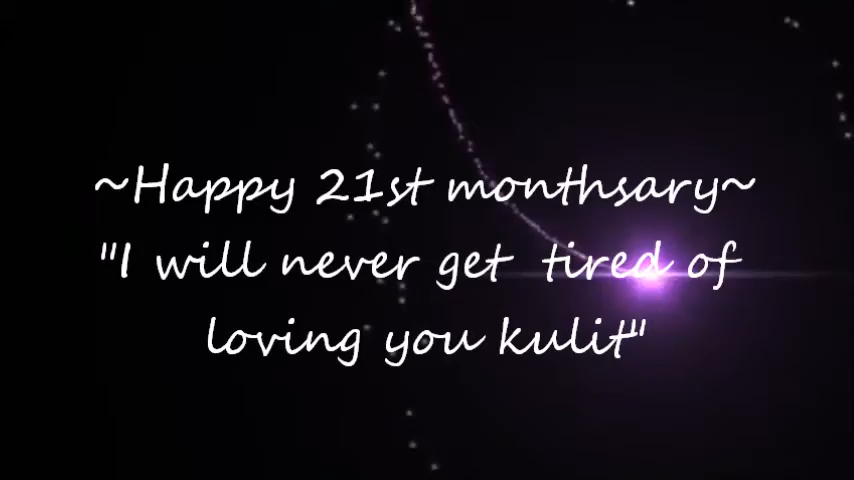 ~Happy 21st monthsary~
"I will never get tired of
loving you kulit"